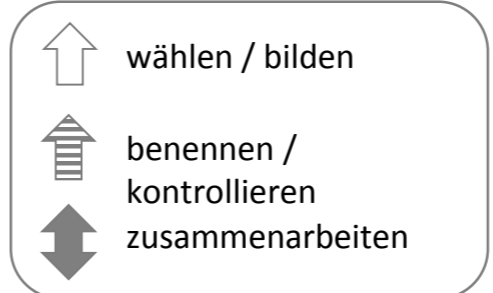 wählen / bilden
benennen /
kontrollieren
zusammenarbeiten